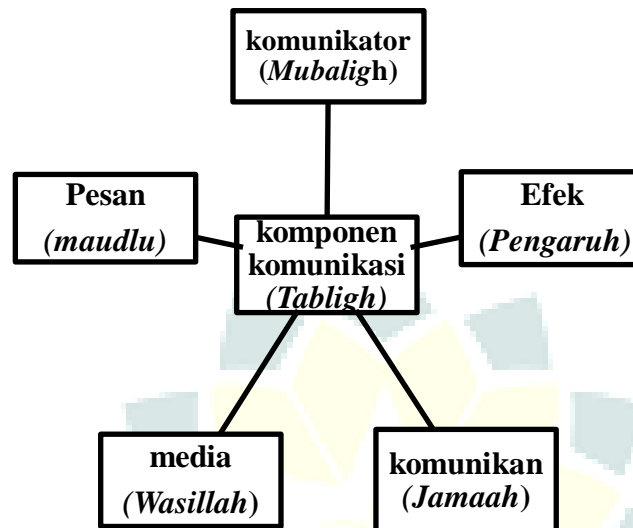 komunikator
(Mubaligh)
Pesan
(maudlu)
Efek
(Pengaruh)
komponen
komunikasi
(Tabligh)
media
(Wasillah)
komunikan
(Jamaah)